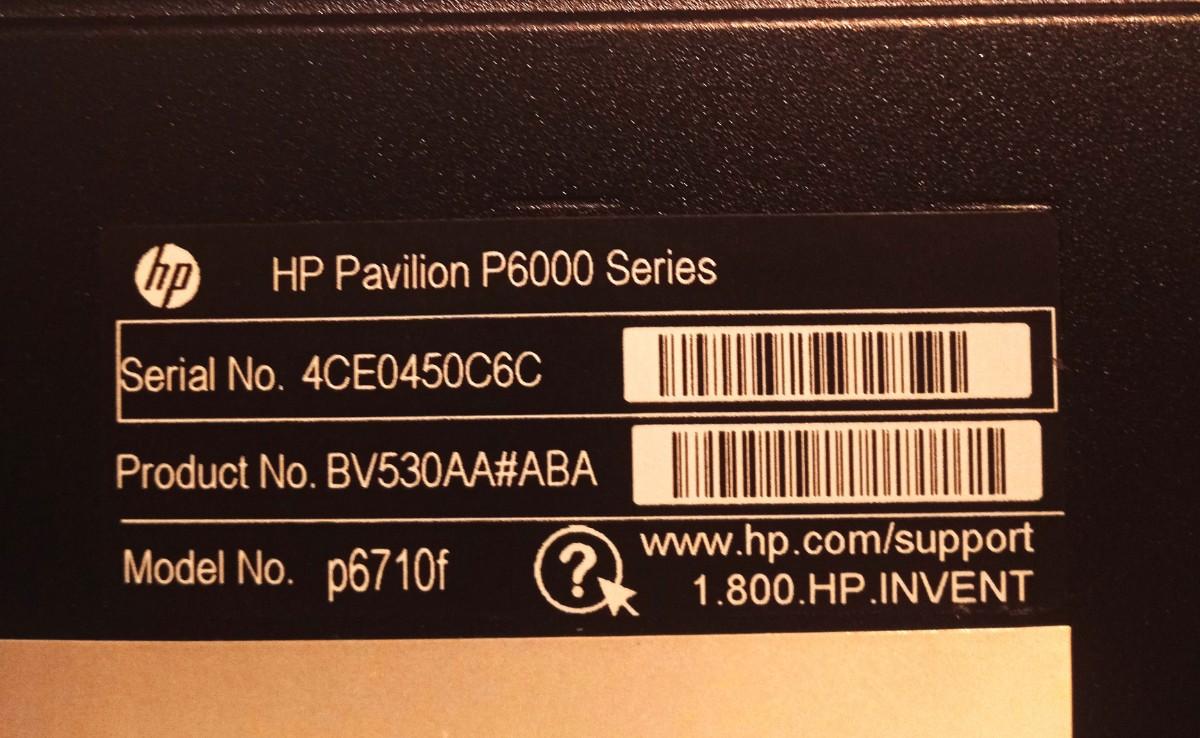 hp HP Pavilion P6000 Series
Serial No. 4CE0450C6C
Product No. BV530AA#ABA
Model No. p6710f
?
www.hp.com/support
1.800.HP.INVENT